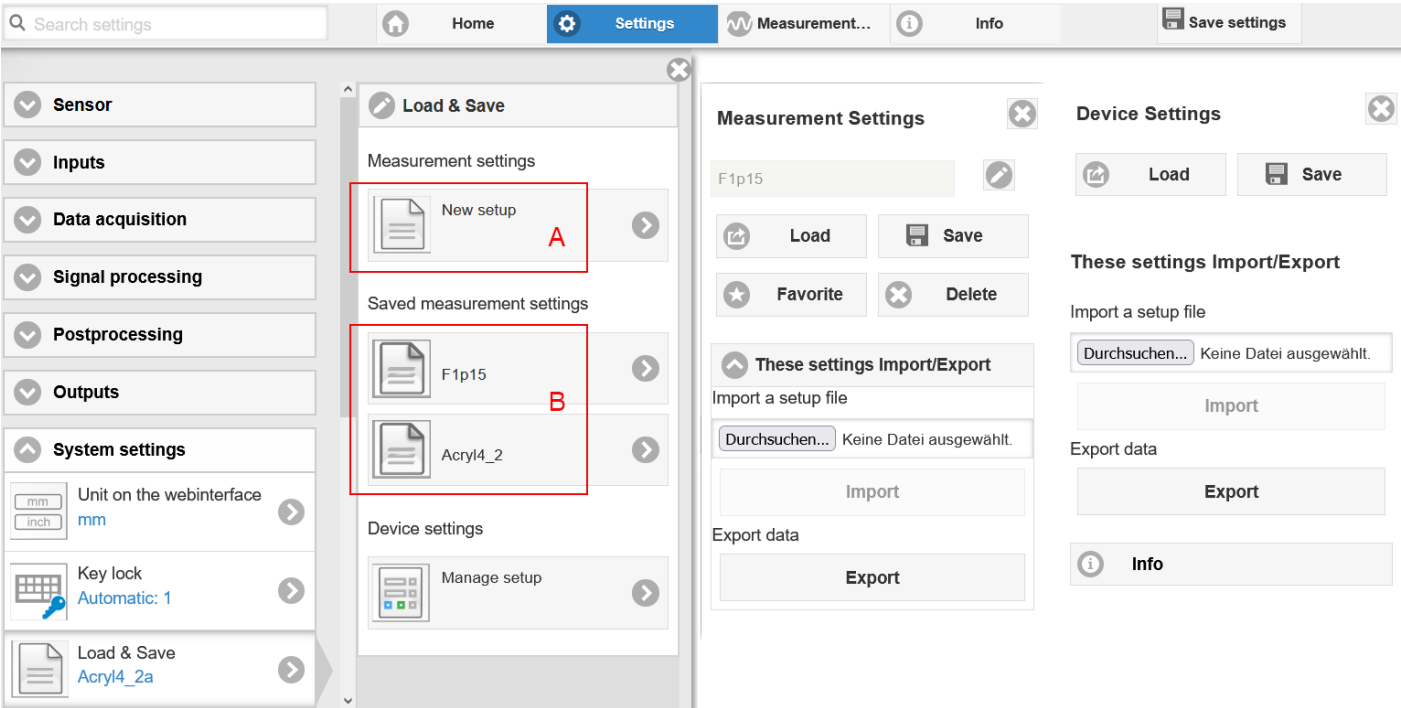 Search settings
Home
Settings
Measurement...
Info
Save settings
Sensor
Inputs
Data acquisition
Signal processing
Postprocessing
Outputs
System settings
mm
inch
Unit on the webinterface
mm
Key lock
Automatic: 1
Load & Save
Acryl4_2a
Load & Save
Measurement settings
New setup
A
Saved measurement settings
F1p15
B
Acryl4_2
Device settings
Manage setup
Measurement Settings
F1p15
Load
Save
Favorite
Delete
These settings Import/Export
Import a setup file
Durchsuchen... Keine Datei ausgewählt.
Import
Export data
Export
Device Settings
Load
Save
These settings Import/Export
Import a setup file
Durchsuchen... Keine Datei ausgewählt.
Import
Export data
Export
Info